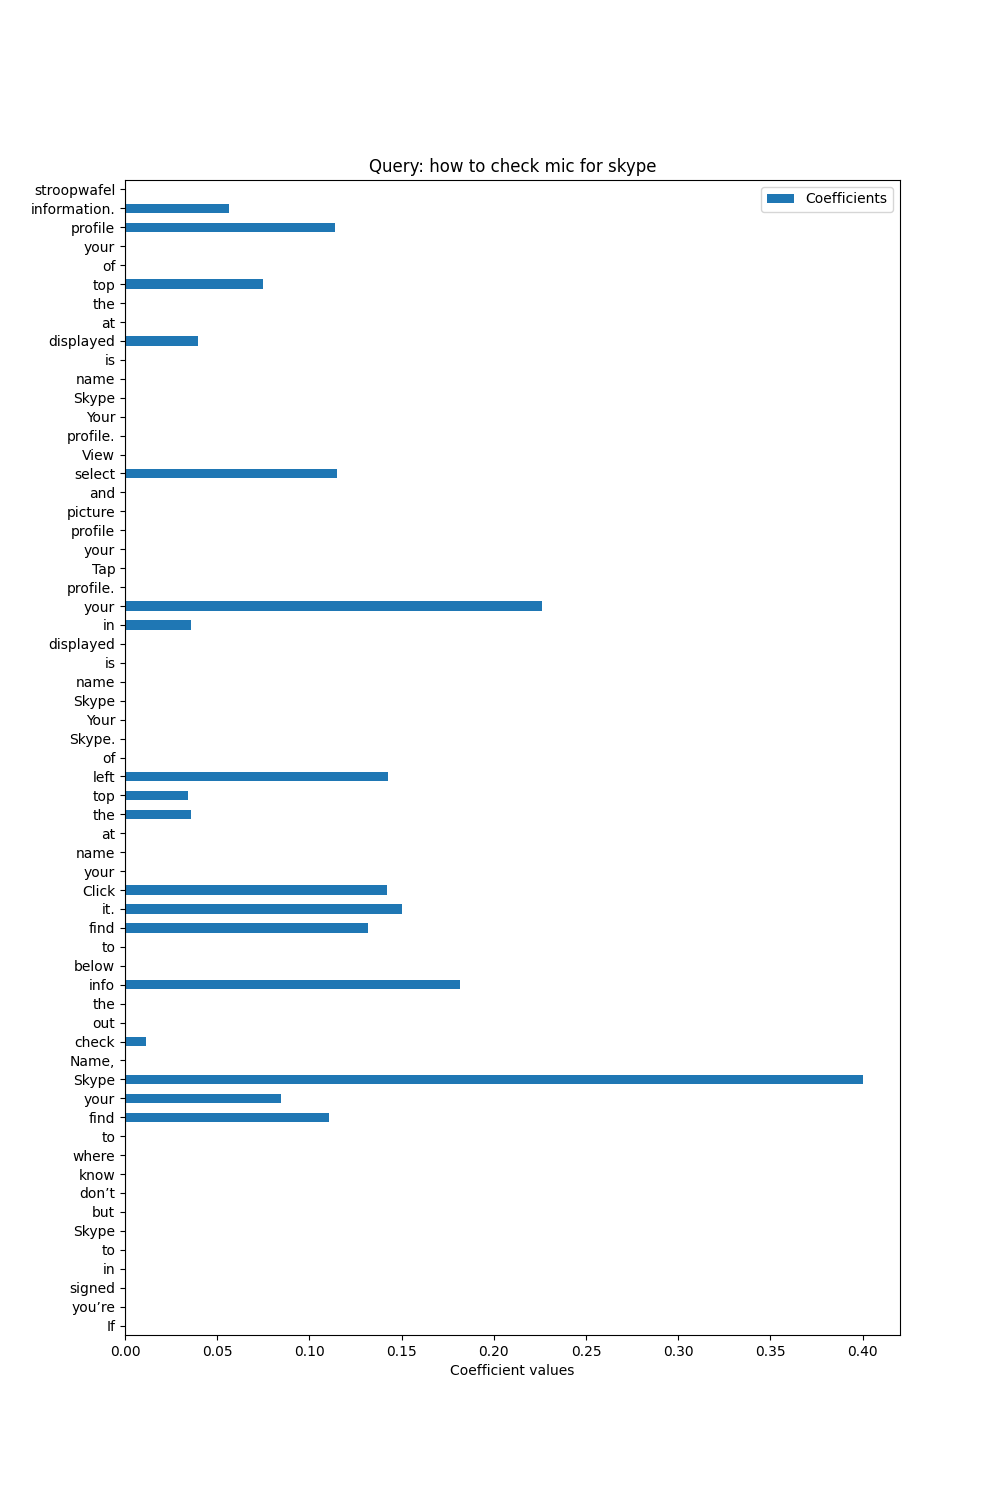 Query: how to check mic for skype
Coefficients
stroopwafel
information.
profile
your
of
top
the
at
displayed
is
name
Skype
Your
profile.
View
select
and
picture
profile
your
Tap
profile.
your
in
displayed
is
name
Skype
Your
Skype.
of
left
top
the
at
name
your
Click
it.
find
to
below
info
the
out
check
Name,
Skype
your
find
to
where
know
don’t
but
Skype
to
in
signed
you’re
If
0.00 0.05 0.10 0.15 0.20 0.25 0.30 0.35 0.40
Coefficient values